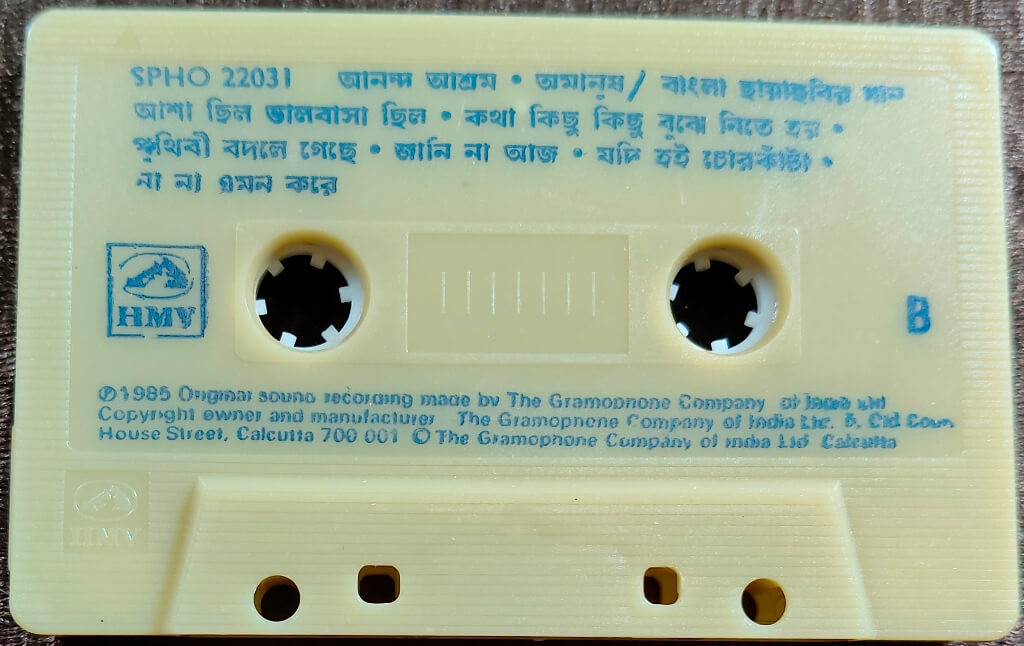 SPHO 22031 আনন্দ আশ্রম • অমানুষ / বাংলা ছায়াছবির গান
আশা ছিল ভালবাসা ছিল • কথা কিছু কিছু বুঝে নিতে হয় •
পৃথিবী বদলে গেছে • জানি না আজ • যদি হই চোরকাঁটা •
না না এমন করে
HMV
B
℗ 1985 Original sound recording made by The Gramophone Company of India Ltd
Copyright owner and manufacturer The Gramophone Company of India Ltd. 6, Old Court
House Street, Calcutta 700 001 © The Gramophone Company of India Ltd Calcutta
HMV